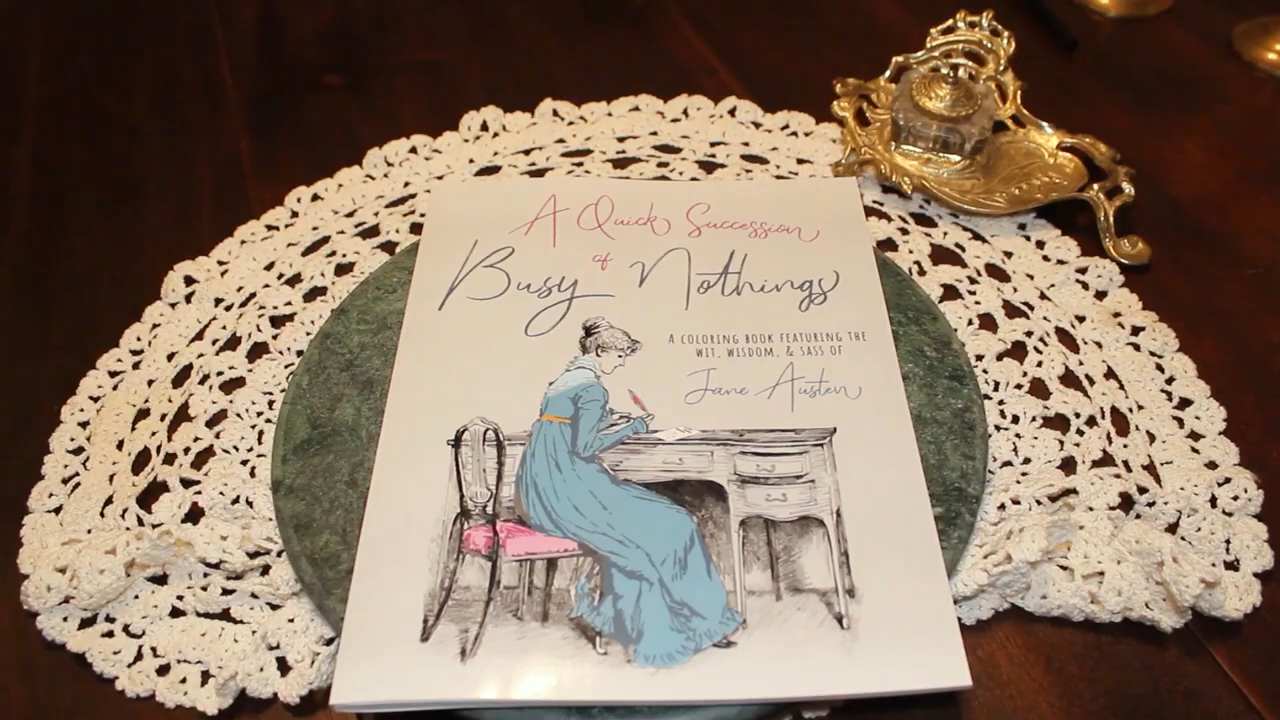 A Quick Succession
of
Busy Nothings
A COLORING BOOK FEATURING THE
WIT, WISDOM, & SASS OF
Jane Austen